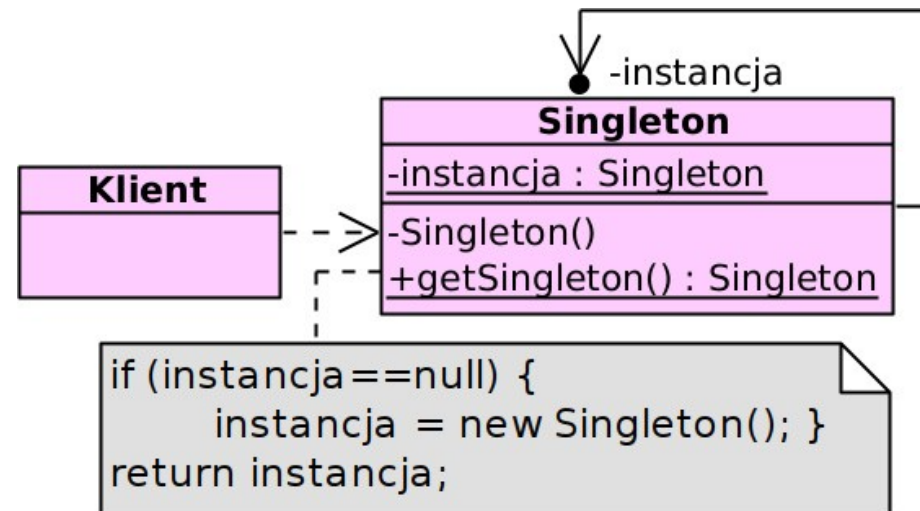 -instancja
Singleton
-instancja : Singleton
Klient
-Singleton()
+getSingleton() : Singleton
if (instancja==null) {
instancja = new Singleton(); }
return instancja;